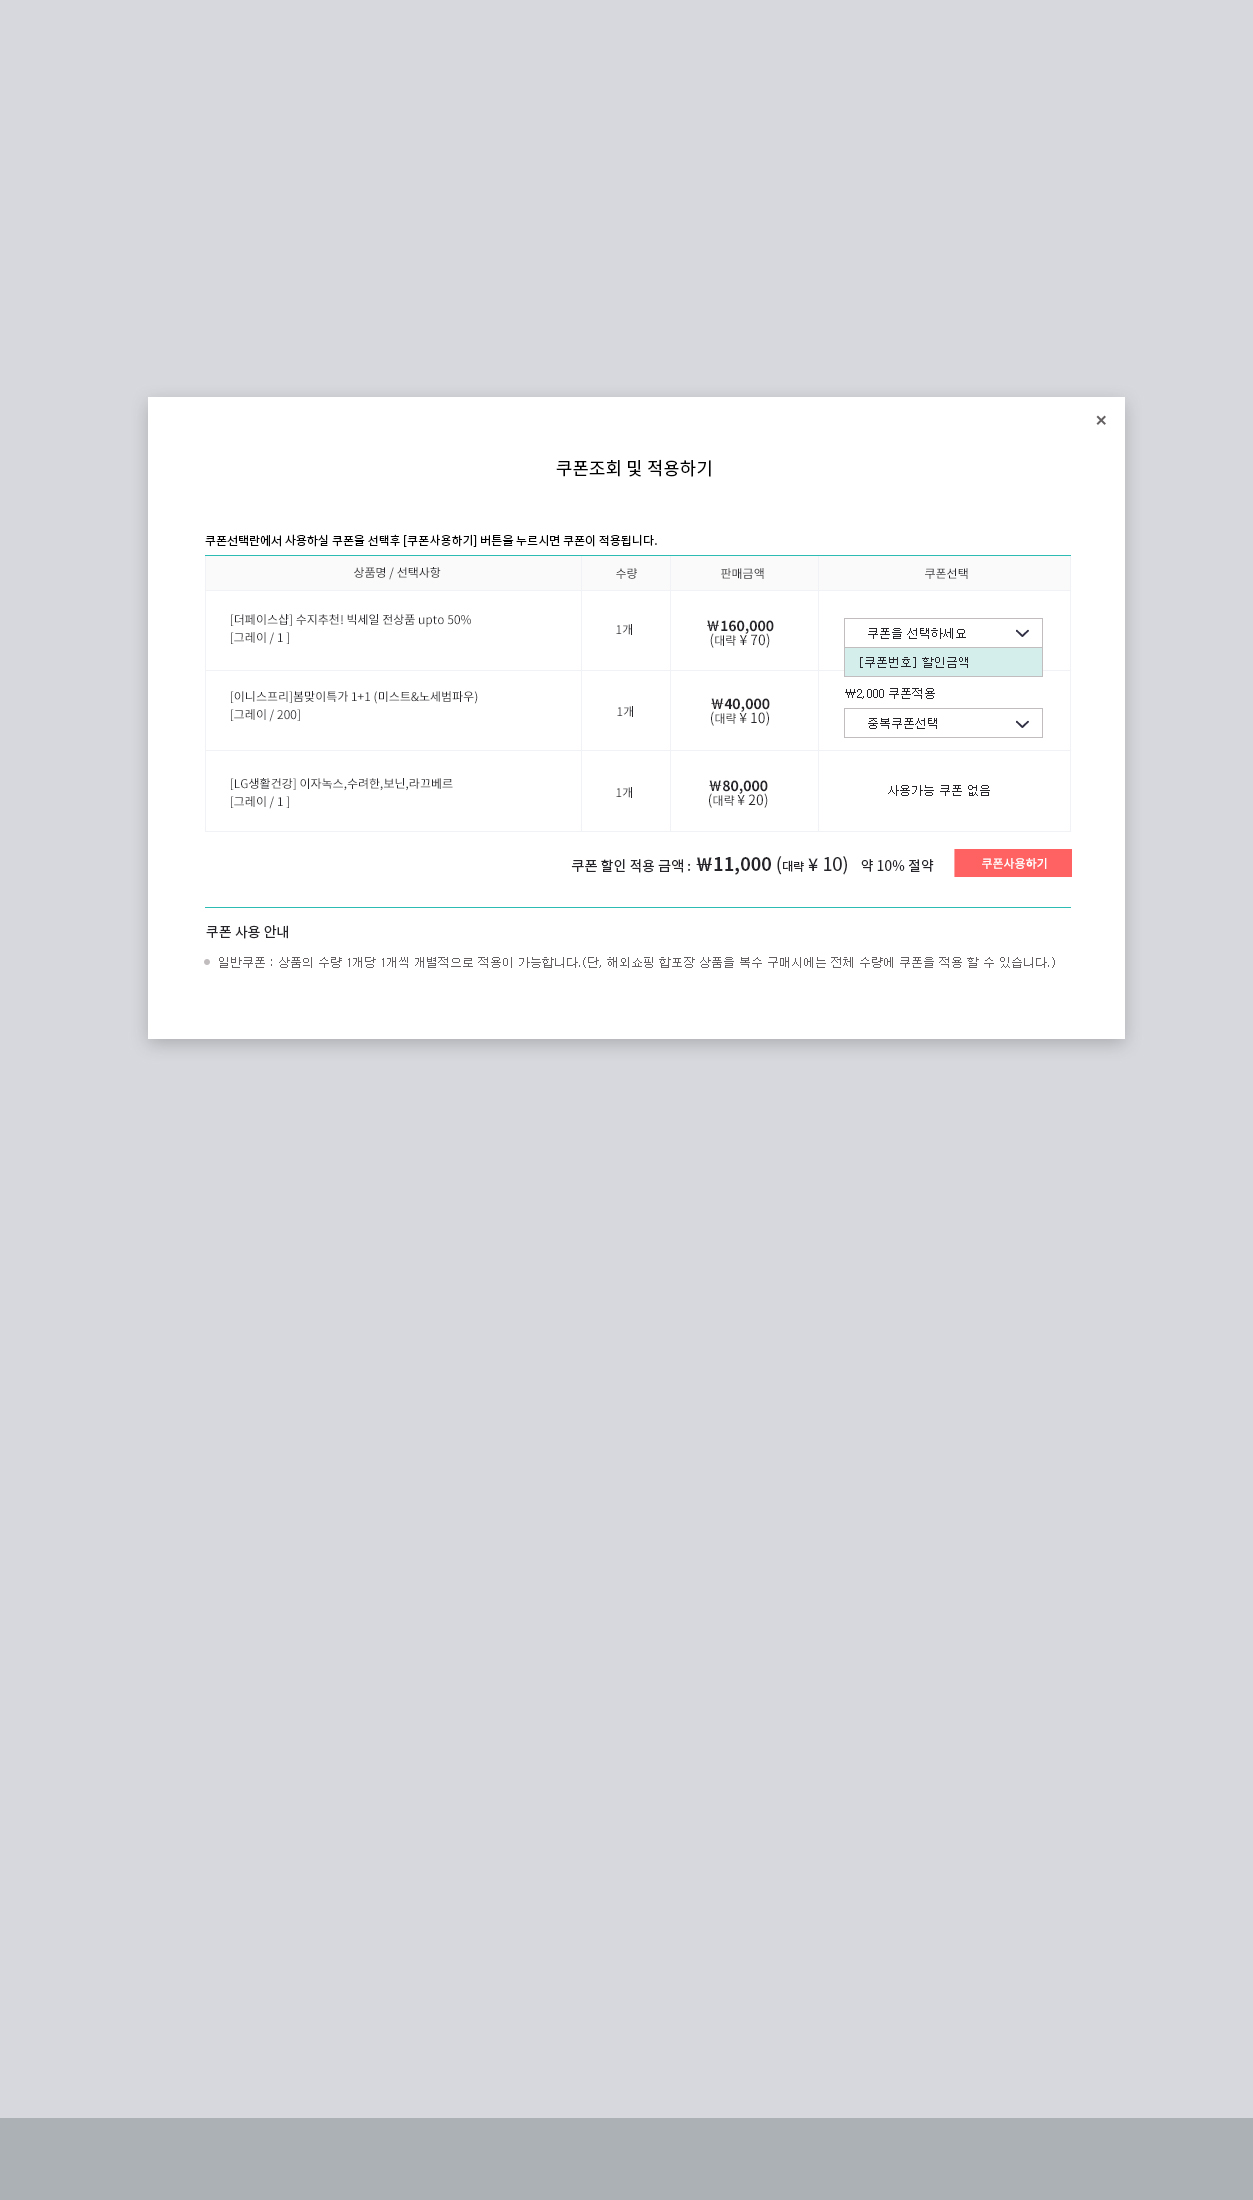 ×
쿠폰조회 및 적용하기
쿠폰선택란에서 사용하실 쿠폰을 선택후 [쿠폰사용하기] 버튼을 누르시면 쿠폰이 적용됩니다.
상품명 / 선택사항 수량 판매금액 쿠폰선택
[더페이스샵] 수지추천! 빅세일 전상품 upto 50%
[그레이 / 1 ]
1개
₩160,000
(대략 ¥ 70)
쿠폰을 선택하세요
[쿠폰번호] 할인금액
[이니스프리]봄맞이특가 1+1 (미스트&노세범파우)
[그레이 / 200]
1개
₩40,000
(대략 ¥ 10)
₩2,000 쿠폰적용
중복쿠폰선택
[LG생활건강] 이자녹스,수려한,보닌,라끄베르
[그레이 / 1 ]
1개
₩80,000
(대략 ¥ 20)
사용가능 쿠폰 없음
쿠폰 할인 적용 금액 : ₩11,000 (대략 ¥ 10) 약 10% 절약 쿠폰사용하기
쿠폰 사용 안내
일반쿠폰 : 상품의 수량 1개당 1개씩 개별적으로 적용이 가능합니다.(단, 해외쇼핑 합포장 상품을 복수 구매시에는 전체 수량에 쿠폰을 적용 할 수 있습니다.)